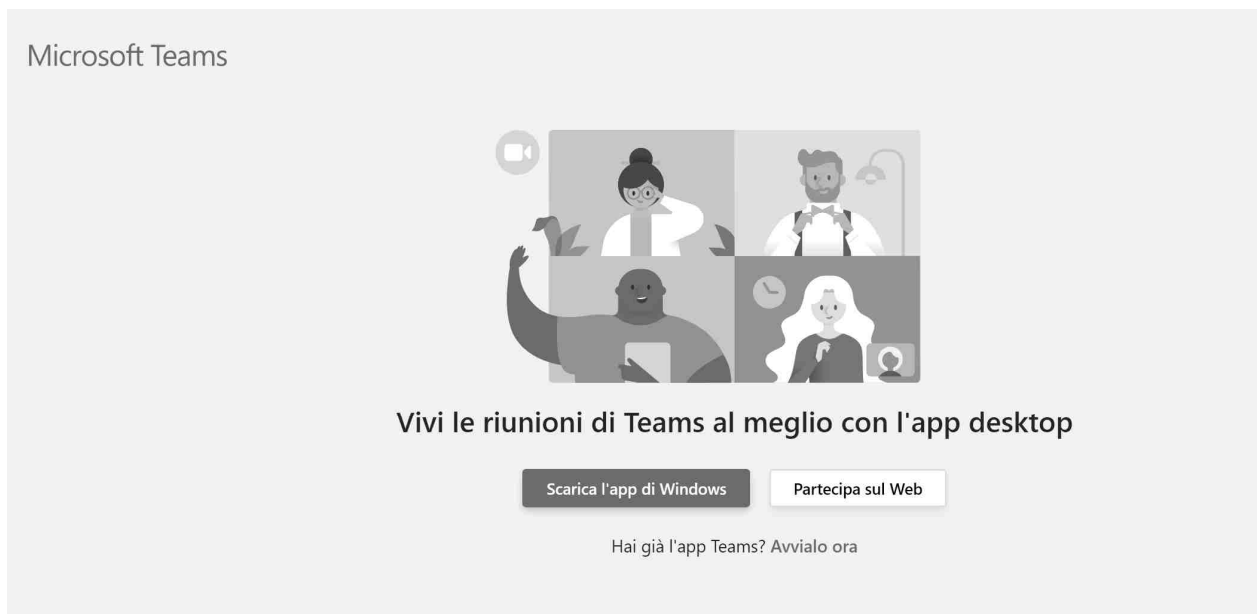 Microsoft Teams
Vivi le riunioni di Teams al meglio con l'app desktop
Scarica l'app di Windows
Partecipa sul Web
Hai già l'app Teams? Avvialo ora